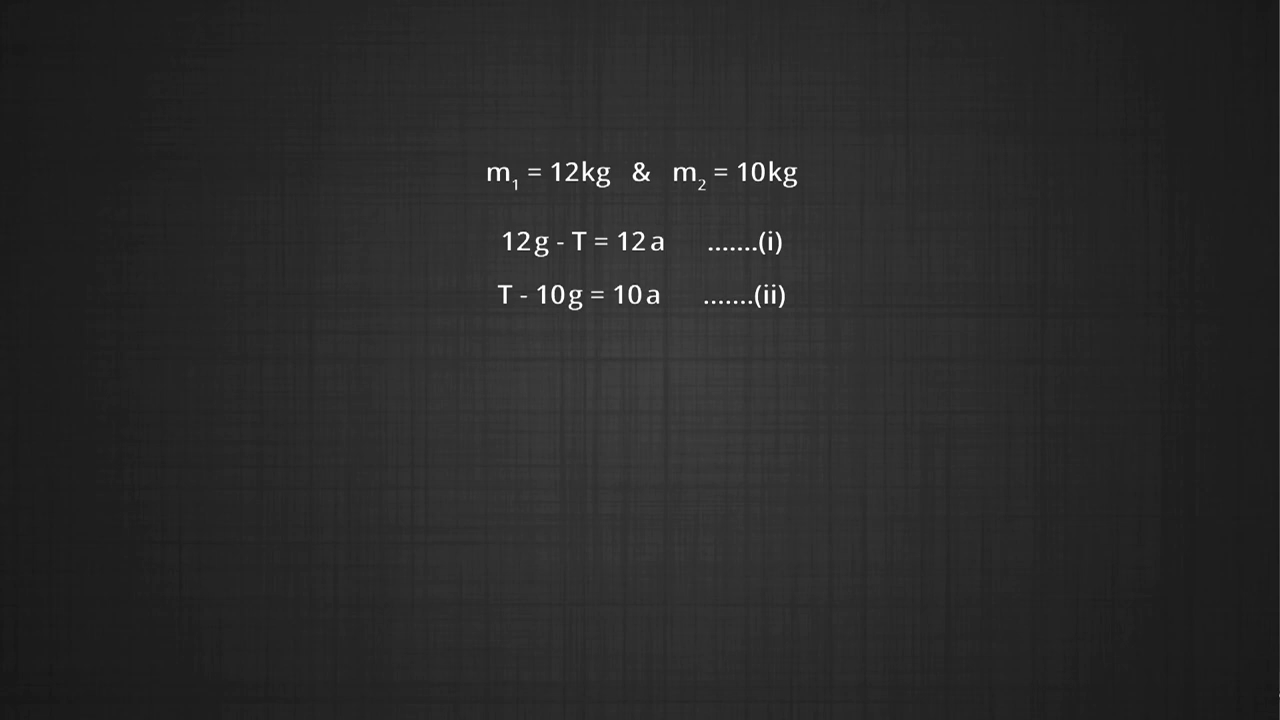 m₁ = 12kg & m₂ = 10kg
12g - T = 12a .......(i)
T - 10g = 10a .......(ii)